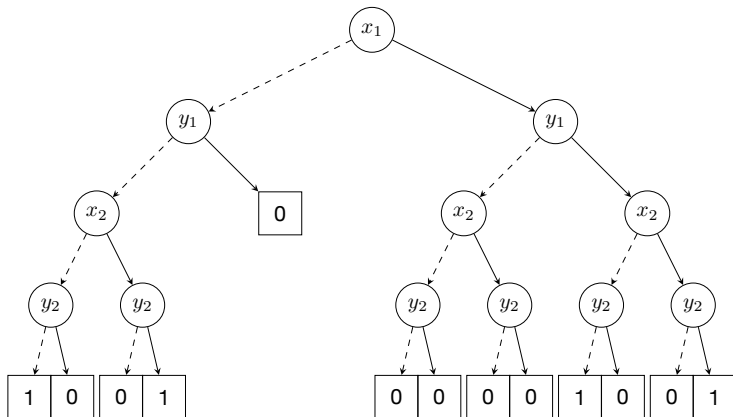 x₁
y₁ y₁
x₂ 0 x₂ x₂
y₂ y₂ y₂ y₂ y₂ y₂
1 0 0 1 0 0 0 0 1 0 0 1